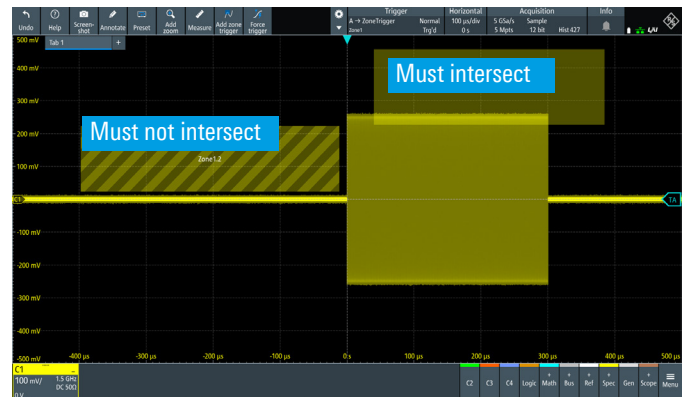 Undo
Help
Screen-
shot
Annotate
Preset
Add
zoom
Measure
Add zone
trigger
Force
trigger
Trigger
A → ZoneTrigger Normal
Zone1 Trg'd
Horizontal
100 µs/div
0 s
Acquisition
5 GSa/s Sample
5 Mpts 12 bit Hist 427
Info
500 mV
Tab 1 +
400 mV
Must intersect
300 mV
200 mV
Must not intersect
Zone1.2
100 mV
C1
TA
-100 mV
-200 mV
-300 mV
-400 mV
-500 mV
-400 µs -300 µs -200 µs -100 µs 0 s 100 µs 200 µs 300 µs 400 µs 500 µs
C1
100 mV/ 1.5 GHz
DC 50Ω
0 V
C2 C3 C4 Logic Math Bus Ref Spec Gen Scope Menu